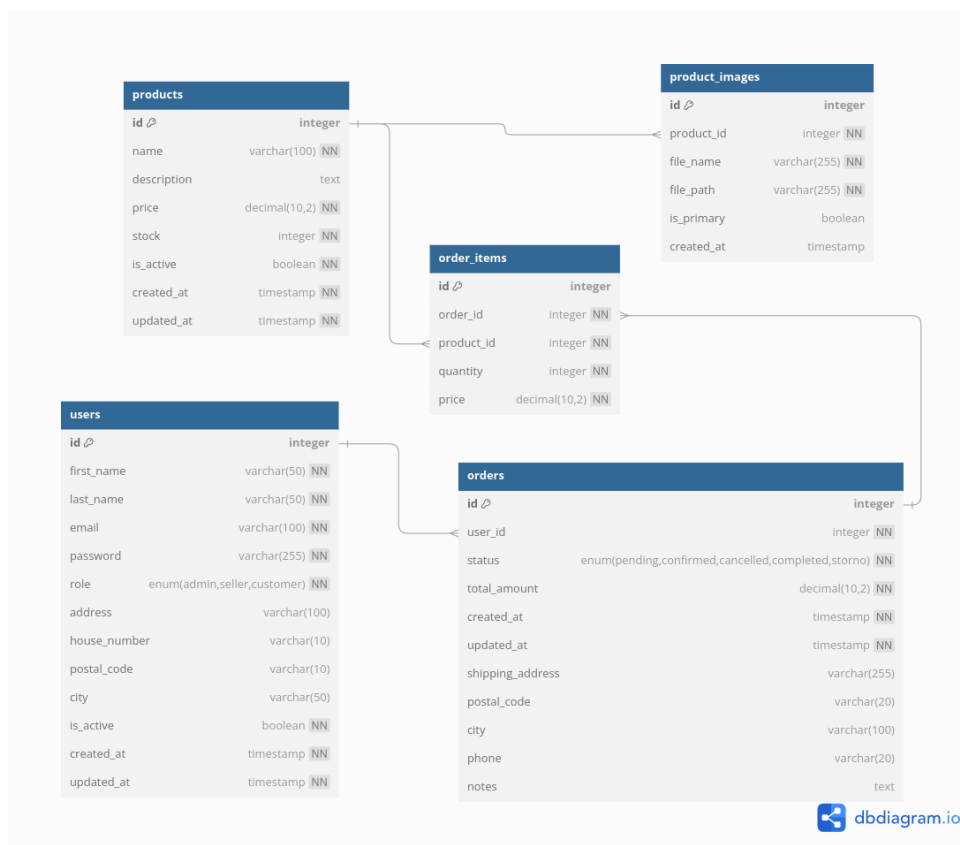 products
id integer
name varchar(100) NN
description text
price decimal(10,2) NN
stock integer NN
is_active boolean NN
created_at timestamp NN
updated_at timestamp NN
product_images
id integer
product_id integer NN
file_name varchar(255) NN
file_path varchar(255) NN
is_primary boolean
created_at timestamp
order_items
id integer
order_id integer NN
product_id integer NN
quantity integer NN
price decimal(10,2) NN
users
id integer
first_name varchar(50) NN
last_name varchar(50) NN
email varchar(100) NN
password varchar(255) NN
role enum(admin,seller,customer) NN
address varchar(100)
house_number varchar(10)
postal_code varchar(10)
city varchar(50)
is_active boolean NN
created_at timestamp NN
updated_at timestamp NN
orders
id integer
user_id integer NN
status enum(pending,confirmed,cancelled,completed,storno) NN
total_amount decimal(10,2) NN
created_at timestamp NN
updated_at timestamp NN
shipping_address varchar(255)
postal_code varchar(20)
city varchar(100)
phone varchar(20)
notes text
dbdiagram.io